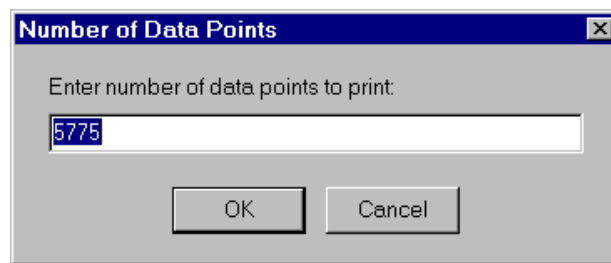 Number of Data Points
Enter number of data points to print:
5775
OK Cancel